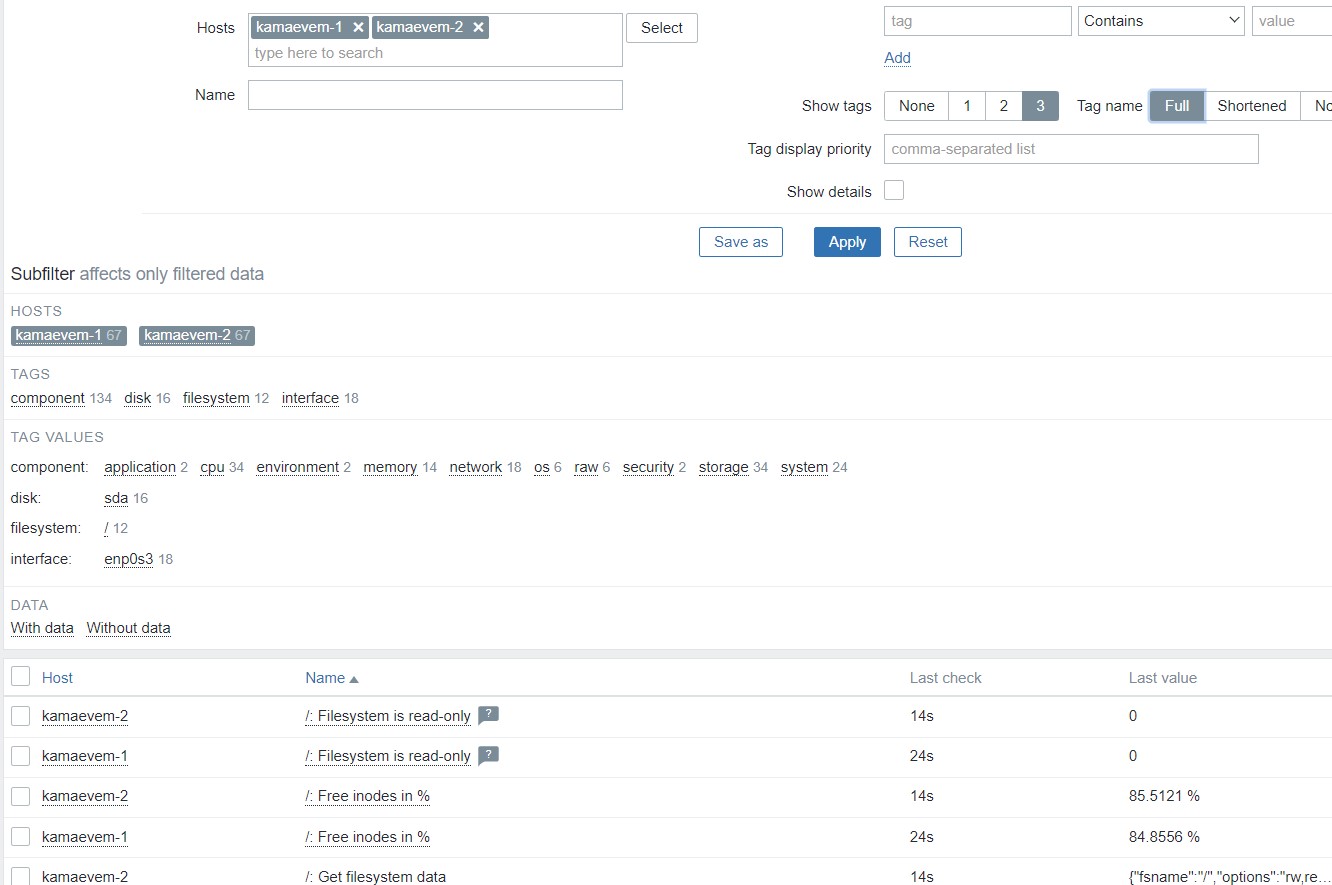 Hosts kamaevem-1 × kamaevem-2 × Select tag Contains value
type here to search
Add
Name
Show tags None 1 2 3 Tag name Full Shortened No
Tag display priority comma-separated list
Show details
Save as Apply Reset
Subfilter affects only filtered data
HOSTS
kamaevem-1 67 kamaevem-2 67
TAGS
component 134 disk 16 filesystem 12 interface 18
TAG VALUES
component: application 2 cpu 34 environment 2 memory 14 network 18 os 6 raw 6 security 2 storage 34 system 24
disk: sda 16
filesystem: / 12
interface: enp0s3 18
DATA
With data Without data
Host Name Last check Last value
kamaevem-2 /: Filesystem is read-only ? 14s 0
kamaevem-1 /: Filesystem is read-only ? 24s 0
kamaevem-2 /: Free inodes in % 14s 85.5121 %
kamaevem-1 /: Free inodes in % 24s 84.8556 %
kamaevem-2 /: Get filesystem data 14s {"fsname":"/","options":"rw,re...